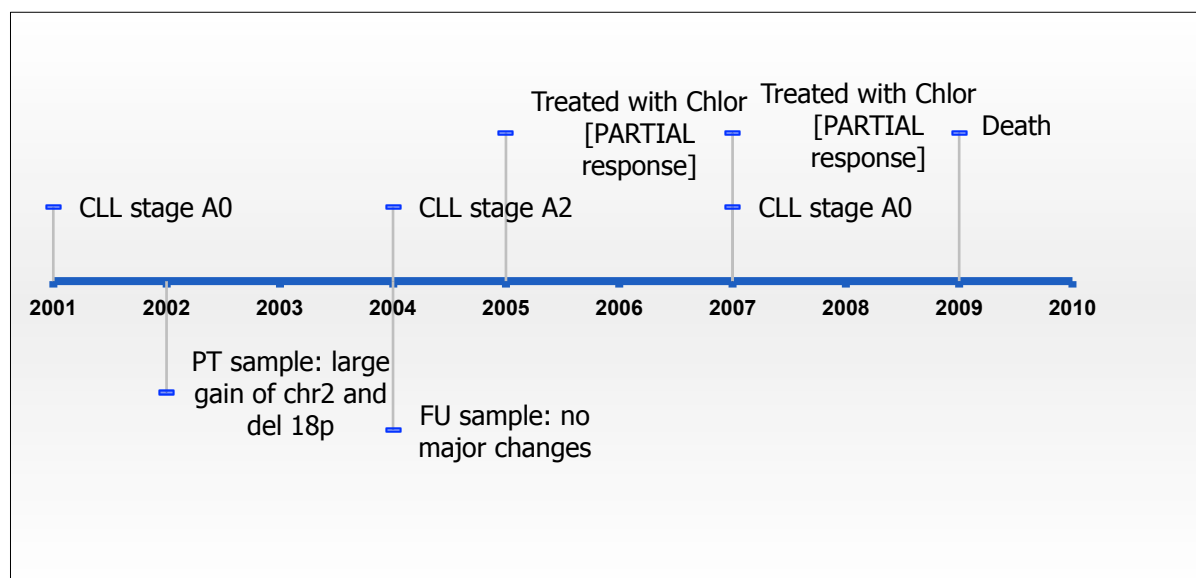 Treated with Chlor
[PARTIAL
response]
Treated with Chlor
[PARTIAL
response]
Death
CLL stage A0
CLL stage A2
CLL stage A0
2001 2002 2003 2004 2005 2006 2007 2008 2009 2010
PT sample: large
gain of chr2 and
del 18p
FU sample: no
major changes